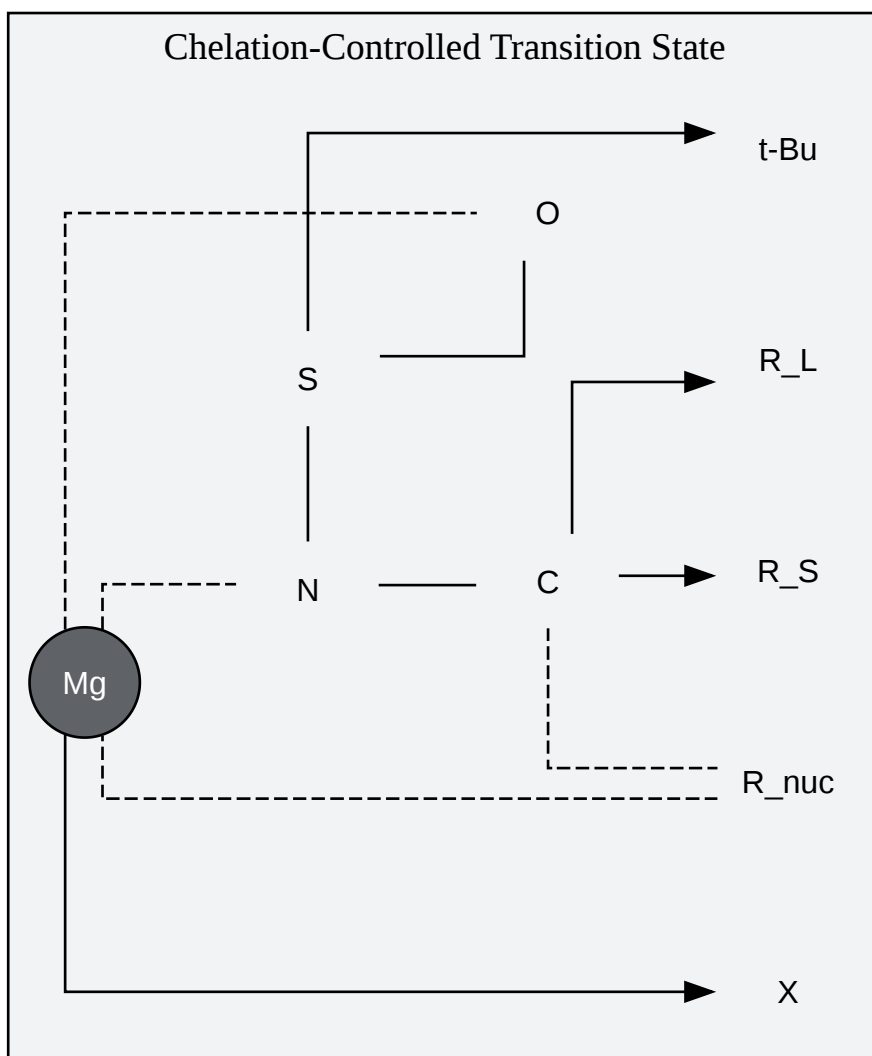 Chelation-Controlled Transition State
t-Bu
O
R_L
S
R_S
C
N
Mg
R_nuc
X